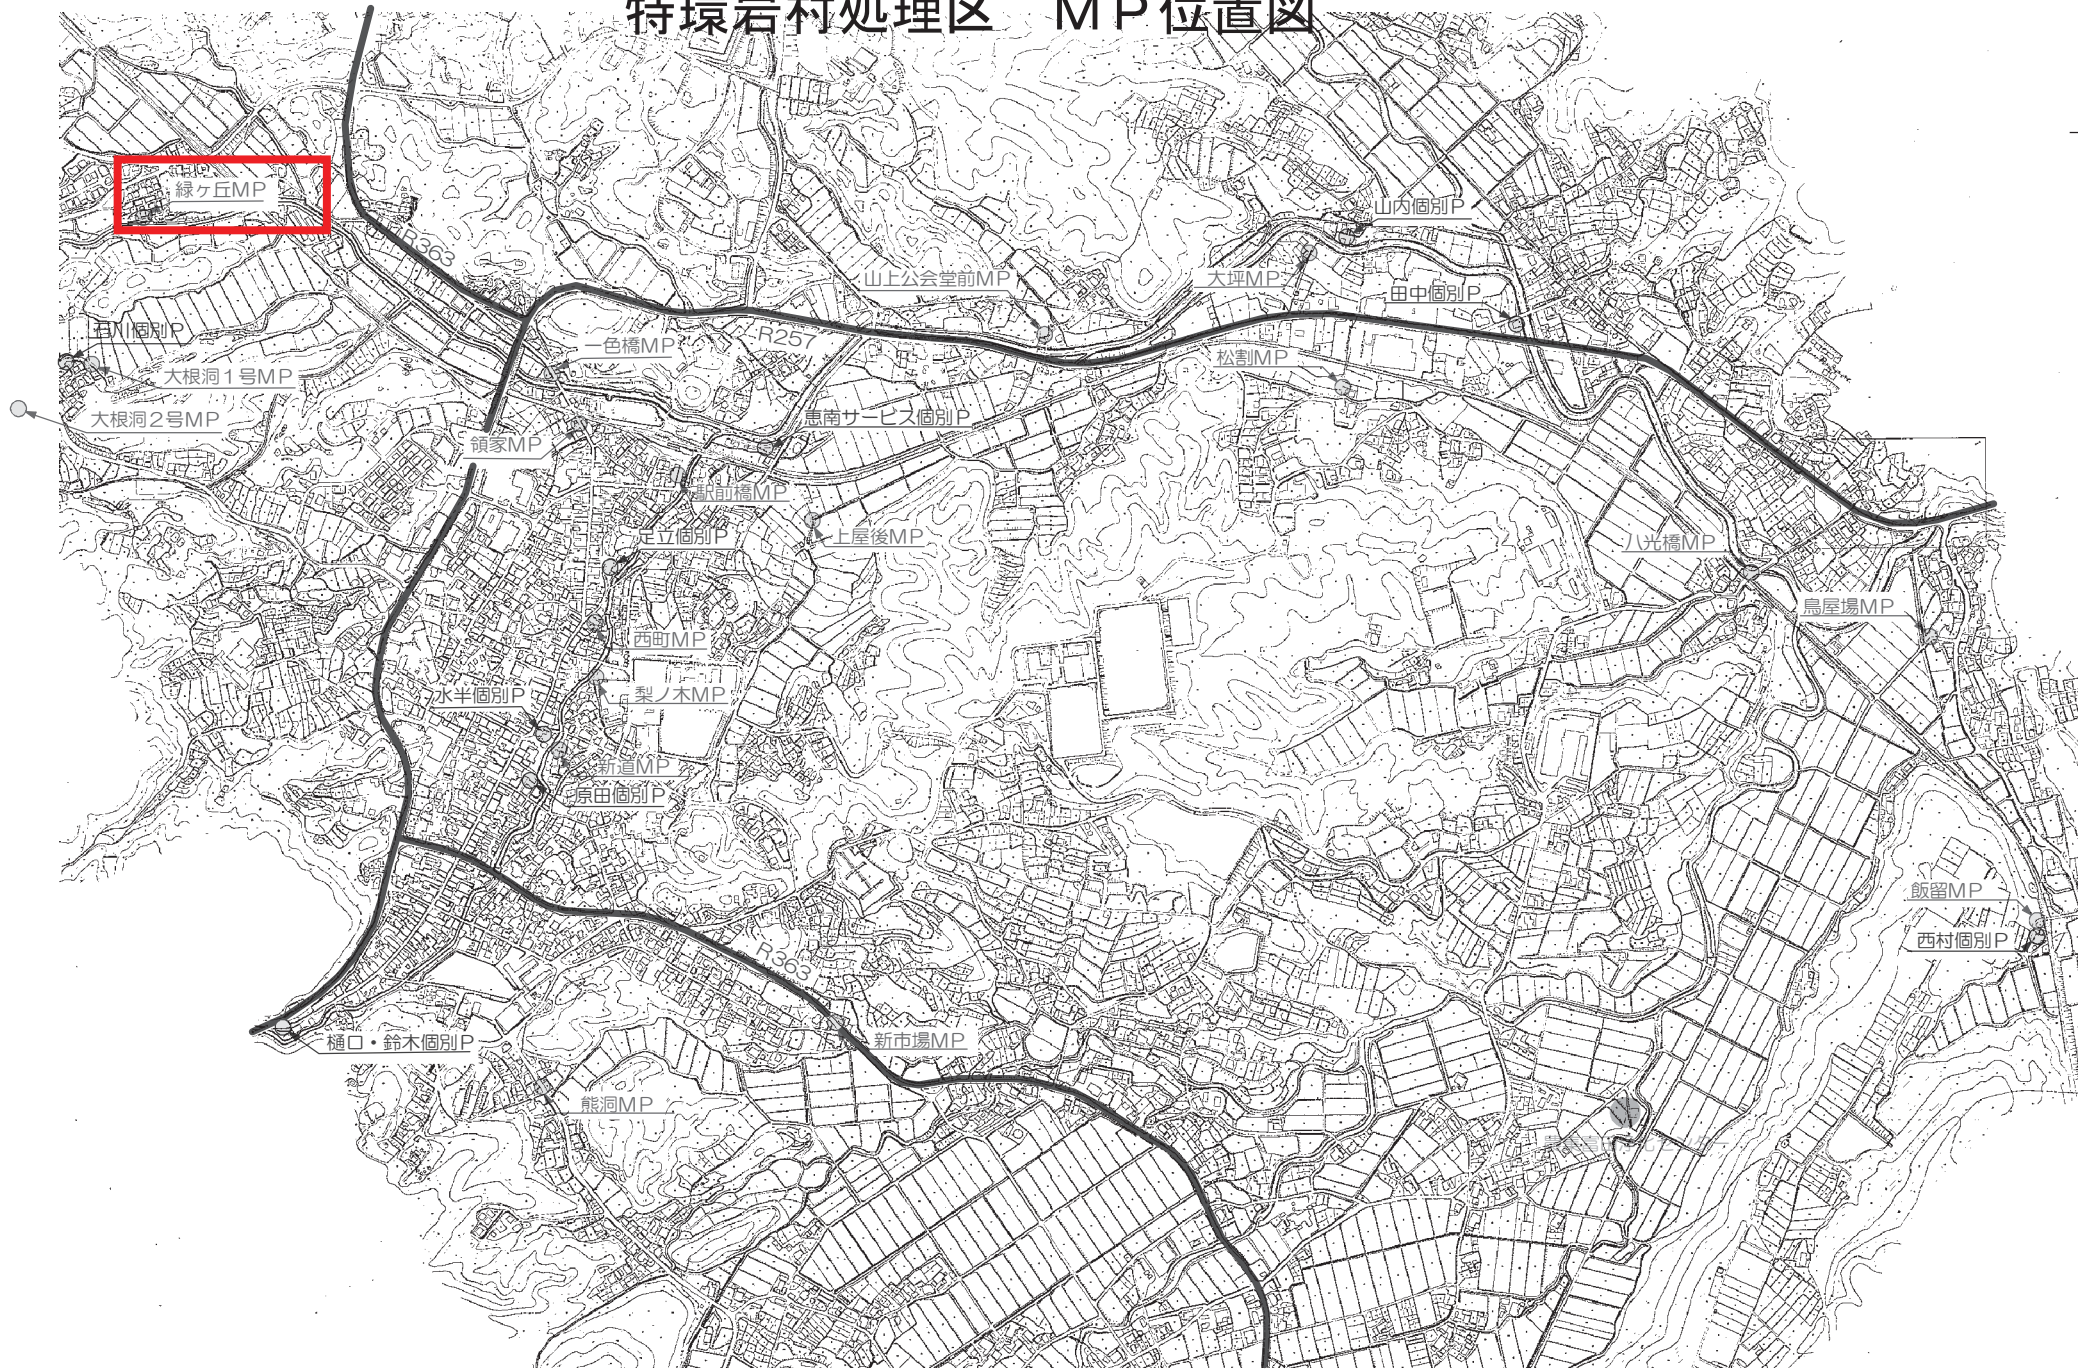 特環岩村処理区　ＭＰ位置図
緑ヶ丘MP
山内個別P
R363
山上公会堂前MP
大坪MP
田中個別P
石川個別P
一色橋MP
R257
松割MP
大根洞１号MP
大根洞２号MP
恵南サービス個別P
領家MP
駅前橋MP
足立個別P
上屋後MP
八光橋MP
鳥屋場MP
西町MP
水半個別P
梨ノ木MP
新道MP
原田個別P
飯留MP
西村個別P
R363
樋口・鈴木個別P
新市場MP
熊洞MP